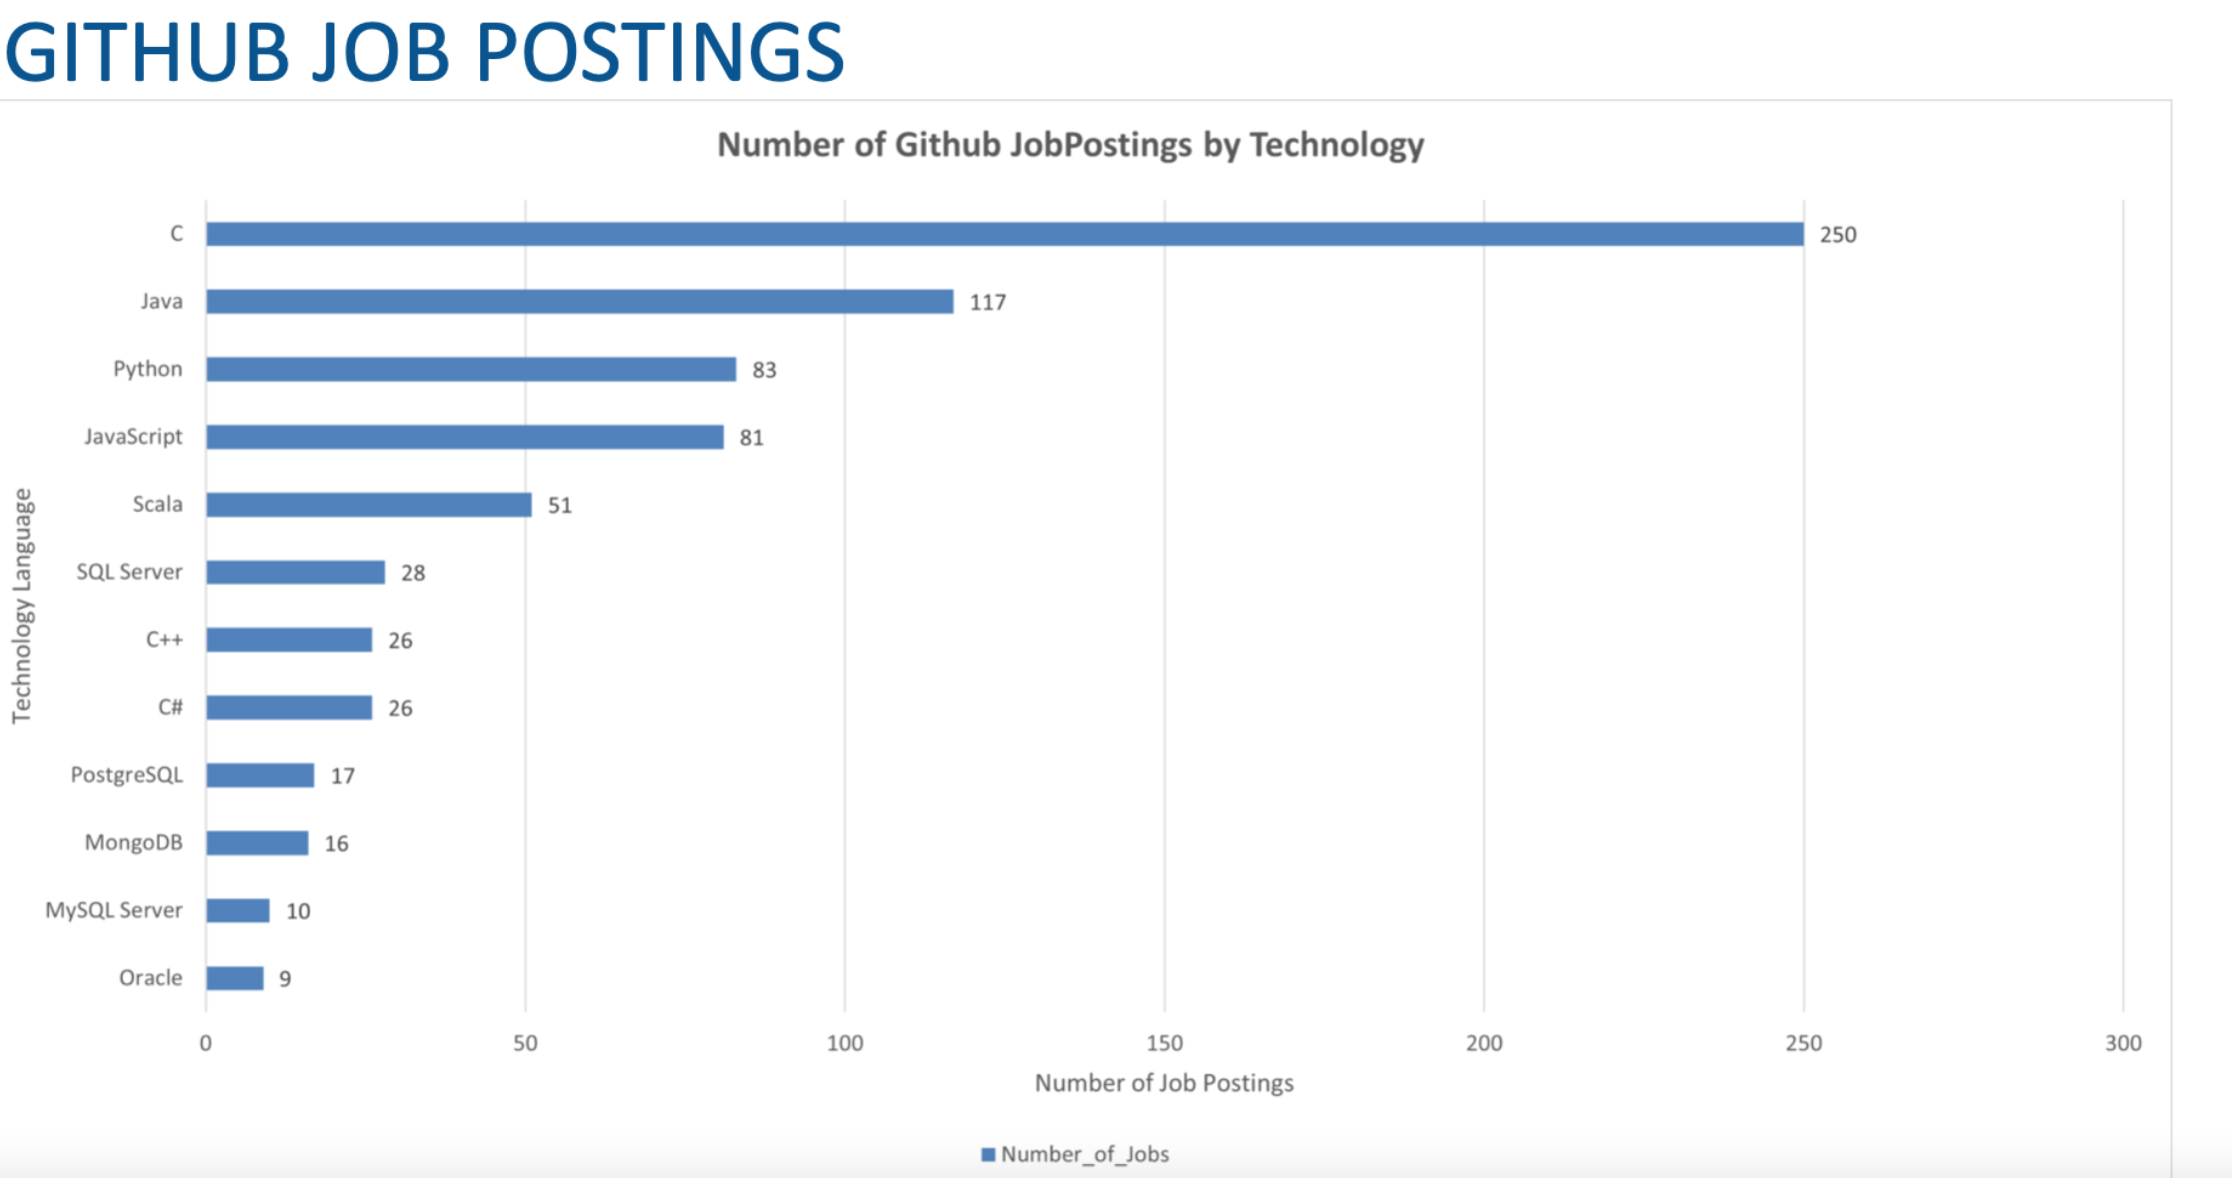 GITHUB JOB POSTINGS
Number of Github JobPostings by Technology
C 250
Java 117
Python 83
JavaScript 81
Scala 51
SQL Server 28
C++ 26
C# 26
PostgreSQL 17
MongoDB 16
MySQL Server 10
Oracle 9
Technology Language
0 50 100 150 200 250 300
Number of Job Postings
Number_of_Jobs